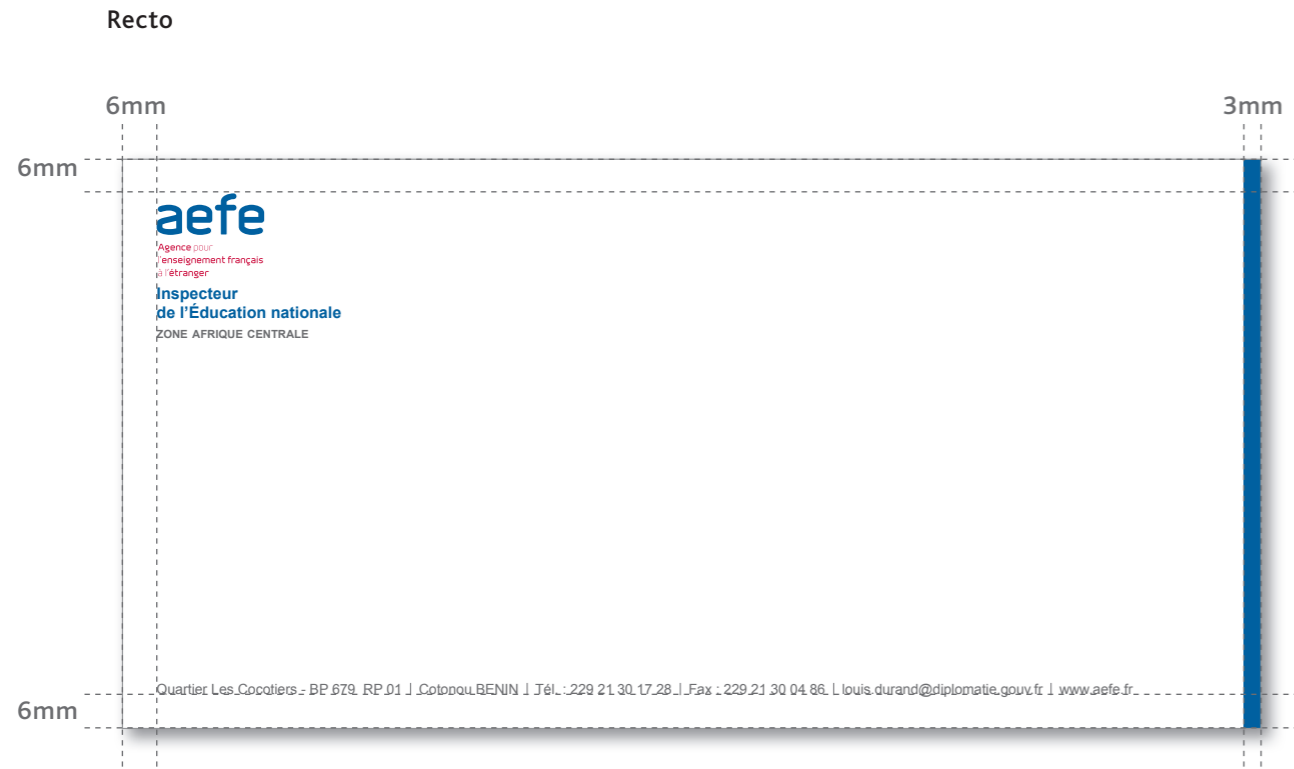 Recto
6mm
3mm
6mm
aefe
Agence pour
l'enseignement français
à l'étranger
Inspecteur
de l'Éducation nationale
ZONE AFRIQUE CENTRALE
Quartier Les Cocotiers - BP 679 RP 01 | Cotonou BENIN | Tél. : 229 21 30 17 28 | Fax : 229 21 30 04 86 | louis.durand@diplomatie.gouv.fr | www.aefe.fr
6mm